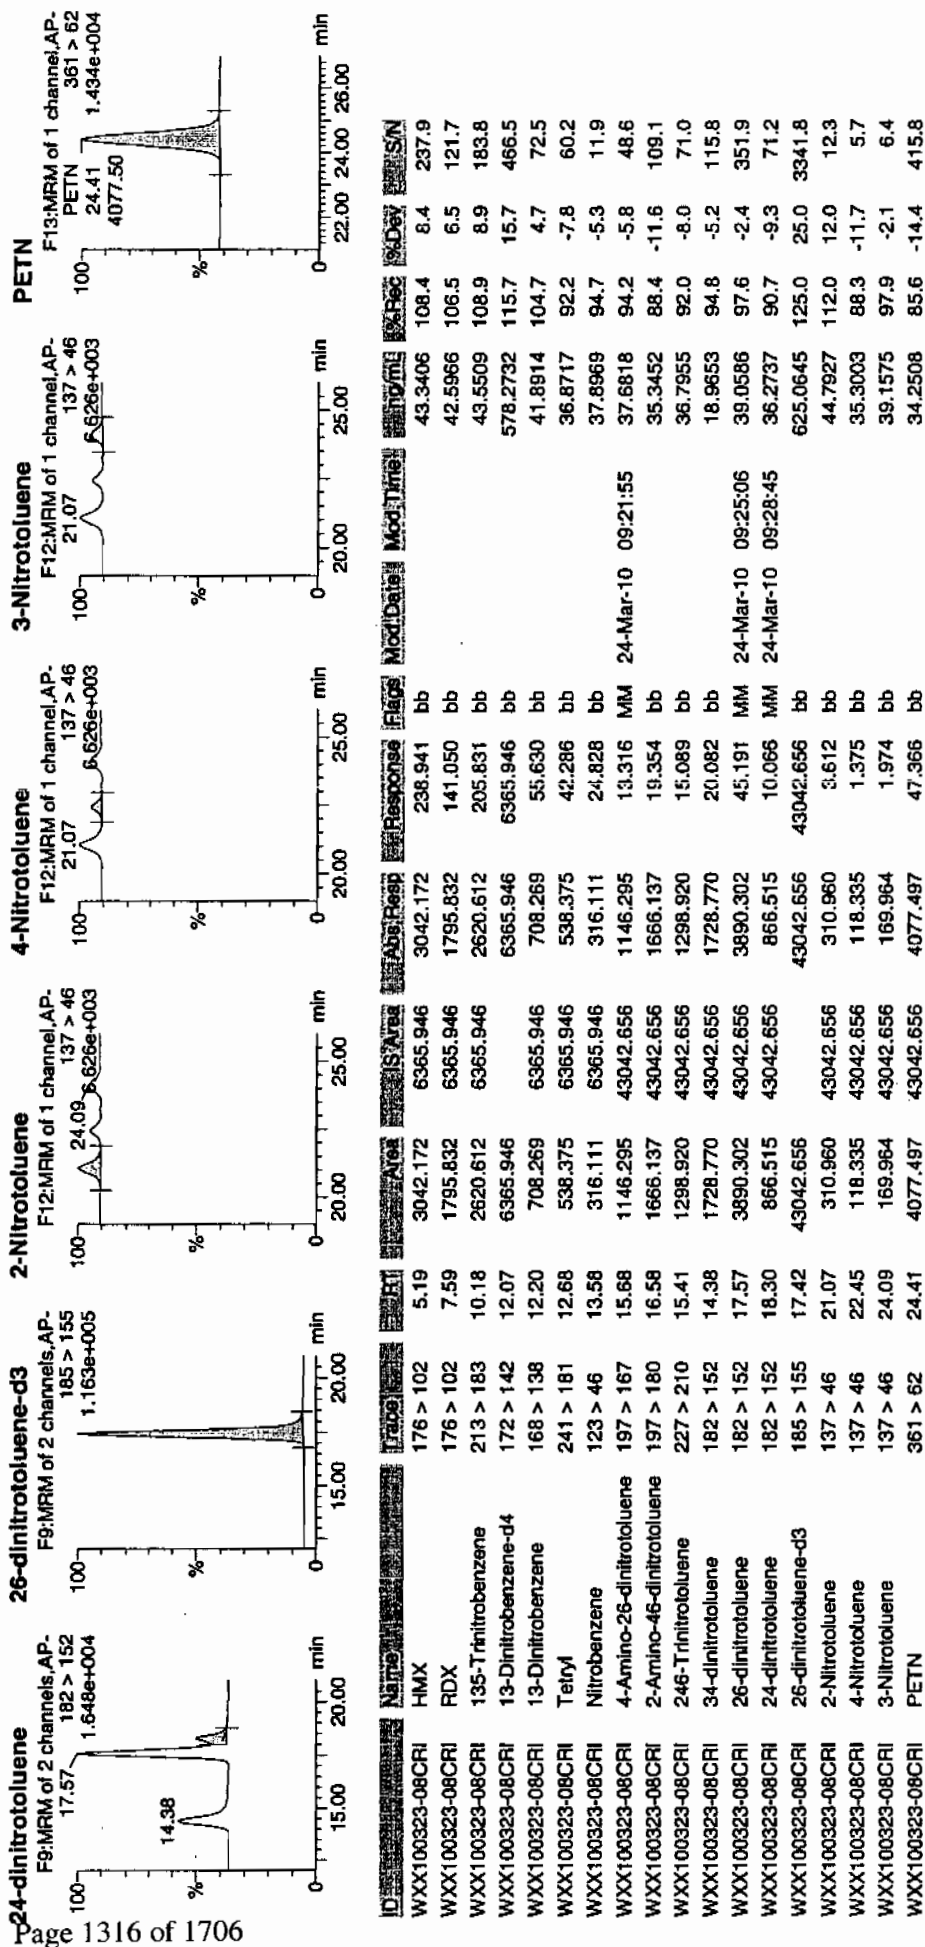 24-dinitrotoluene
F9:MRM of 2 channels,AP-
182 > 152
1.648e+004
17.57
14.38
100
%
0
15.00 20.00 min
26-dinitrotoluene-d3
F9:MRM of 2 channels,AP-
185 > 155
1.163e+005
100
%
0
15.00 20.00 min
2-Nitrotoluene
F12:MRM of 1 channel,AP-
137 > 46
6.626e+003
24.09
100
%
0
20.00 25.00 min
4-Nitrotoluene
F12:MRM of 1 channel,AP-
137 > 46
6.626e+003
21.07
100
%
0
20.00 25.00 min
3-Nitrotoluene
F12:MRM of 1 channel,AP-
137 > 46
6.626e+003
21.07
100
%
0
20.00 25.00 min
PETN
F13:MRM of 1 channel,AP-
361 > 62
1.434e+004
PETN
24.41
4077.50
100
%
0
22.00 24.00 26.00 min
ID Name Trace RT Area IS Area Abs.Resp Response Flags Mod.Date Mod.Time ng/mL %Rec %Dev S/N
WXX100323-08CRI HMX 176 > 102 5.19 3042.172 6365.946 3042.172 238.941 bb 43.3406 108.4 8.4 237.9
WXX100323-08CRI RDX 176 > 102 7.59 1795.832 6365.946 1795.832 141.050 bb 42.5966 106.5 6.5 121.7
WXX100323-08CRI 135-Trinitrobenzene 213 > 183 10.18 2620.612 6365.946 2620.612 205.831 bb 43.5509 108.9 8.9 183.8
WXX100323-08CRI 13-Dinitrobenzene-d4 172 > 142 12.07 6365.946 6365.946 6365.946 bb 578.2732 115.7 15.7 466.5
WXX100323-08CRI 13-Dinitrobenzene 168 > 138 12.20 708.269 6365.946 708.269 55.630 bb 41.8914 104.7 4.7 72.5
WXX100323-08CRI Tetryl 241 > 181 12.68 538.375 6365.946 538.375 42.286 bb 36.8717 92.2 -7.8 60.2
WXX100323-08CRI Nitrobenzene 123 > 46 13.58 316.111 6365.946 316.111 24.828 bb 37.8969 94.7 -5.3 11.9
WXX100323-08CRI 4-Amino-26-dinitrotoluene 197 > 167 15.68 1146.295 43042.656 1146.295 13.316 MM 24-Mar-10 09:21:55 37.6818 94.2 -5.8 48.6
WXX100323-08CRI 2-Amino-46-dinitrotoluene 197 > 180 16.58 1666.137 43042.656 1666.137 19.354 bb 35.3452 88.4 -11.6 109.1
WXX100323-08CRI 246-Trinitrotoluene 227 > 210 15.41 1298.920 43042.656 1298.920 15.089 bb 36.7955 92.0 -8.0 71.0
WXX100323-08CRI 34-dinitrotoluene 182 > 152 14.38 1728.770 43042.656 1728.770 20.082 bb 18.9653 94.8 -5.2 115.8
WXX100323-08CRI 26-dinitrotoluene 182 > 152 17.57 3890.302 43042.656 3890.302 45.191 MM 24-Mar-10 09:25:06 39.0586 97.6 -2.4 351.9
WXX100323-08CRI 24-dinitrotoluene 182 > 152 18.30 866.515 43042.656 866.515 10.066 MM 24-Mar-10 09:28:45 36.2737 90.7 -9.3 71.2
WXX100323-08CRI 26-dinitrotoluene-d3 185 > 155 17.42 43042.656 43042.656 43042.656 bb 625.0645 125.0 25.0 3341.8
WXX100323-08CRI 2-Nitrotoluene 137 > 46 21.07 310.960 43042.656 310.960 3.612 bb 44.7927 112.0 12.0 12.3
WXX100323-08CRI 4-Nitrotoluene 137 > 46 22.45 118.335 43042.656 118.335 1.375 bb 35.3003 88.3 -11.7 5.7
WXX100323-08CRI 3-Nitrotoluene 137 > 46 24.09 169.964 43042.656 169.964 1.974 bb 39.1575 97.9 -2.1 6.4
WXX100323-08CRI PETN 361 > 62 24.41 4077.497 43042.656 4077.497 47.366 bb 34.2508 85.6 -14.4 415.8
Page 1316 of 1706